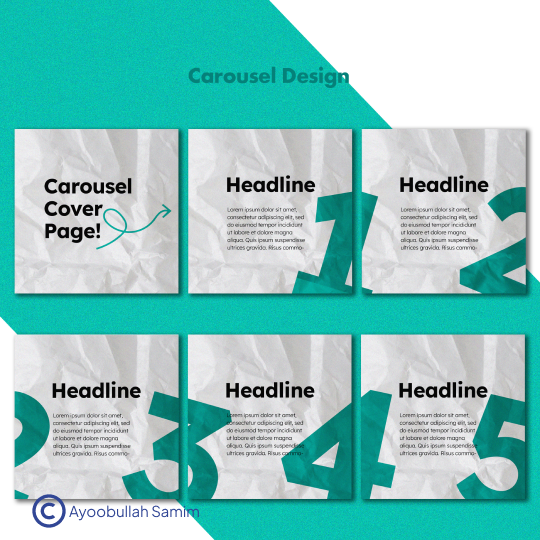 Carousel Design
Carousel
Cover
Page!
Headline
Lorem ipsum dolor sit amet,
consectetur adipiscing elit, sed
do eiusmod tempor incididunt
ut labore et dolore magna
aliqua. Quis ipsum suspendisse
ultrices gravida. Risus commo-
1
Headline
Lorem ipsum dolor sit amet,
consectetur adipiscing elit, sed
do eiusmod tempor incididunt
ut labore et dolore magna
aliqua. Quis ipsum suspendisse
ultrices gravida. Risus commo-
2
Headline
Lorem ipsum dolor sit amet,
consectetur adipiscing elit, sed
do eiusmod tempor incididunt
ut labore et dolore magna
aliqua. Quis ipsum suspendisse
ultrices gravida. Risus commo-
2
3
Headline
Lorem ipsum dolor sit amet,
consectetur adipiscing elit, sed
do eiusmod tempor incididunt
ut labore et dolore magna
aliqua. Quis ipsum suspendisse
ultrices gravida. Risus commo-
4
Headline
Lorem ipsum dolor sit amet,
consectetur adipiscing elit, sed
do eiusmod tempor incididunt
ut labore et dolore magna
aliqua. Quis ipsum suspendisse
ultrices gravida. Risus commo-
5
© Ayoobullah Samim